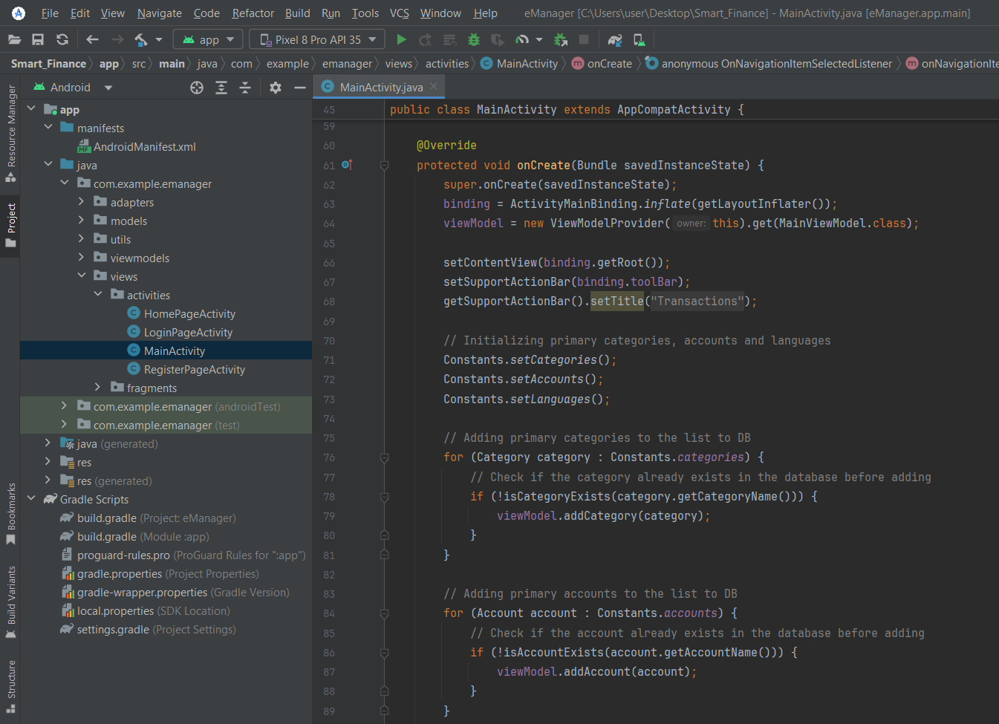 File Edit View Navigate Code Refactor Build Run Tools VCS Window Help eManager [C:\Users\user\Desktop\Smart_Finance] - MainActivity.java [eManager.app.main]
app Pixel 8 Pro API 35
Smart_Finance app src main java com example emanager views activities MainActivity onCreate anonymous OnNavigationItemSelectedListener onNavigationIte
Resource Manager
Project
Bookmarks
Build Variants
Structure
Android
app
manifests
AndroidManifest.xml
java
com.example.emanager
adapters
models
utils
viewmodels
views
activities
HomePageActivity
LoginPageActivity
MainActivity
RegisterPageActivity
fragments
com.example.emanager (androidTest)
com.example.emanager (test)
java (generated)
res
res (generated)
Gradle Scripts
build.gradle (Project: eManager)
build.gradle (Module :app)
proguard-rules.pro (ProGuard Rules for ":app")
gradle.properties (Project Properties)
gradle-wrapper.properties (Gradle Version)
local.properties (SDK Location)
settings.gradle (Project Settings)
MainActivity.java
45 public class MainActivity extends AppCompatActivity {
59
60 @Override
61 protected void onCreate(Bundle savedInstanceState) {
62 super.onCreate(savedInstanceState);
63 binding = ActivityMainBinding.inflate(getLayoutInflater());
64 viewModel = new ViewModelProvider( owner: this).get(MainViewModel.class);
65
66 setContentView(binding.getRoot());
67 setSupportActionBar(binding.toolBar);
68 getSupportActionBar().setTitle("Transactions");
69
70 // Initializing primary categories, accounts and languages
71 Constants.setCategories();
72 Constants.setAccounts();
73 Constants.setLanguages();
74
75 // Adding primary categories to the list to DB
76 for (Category category : Constants.categories) {
77 // Check if the category already exists in the database before adding
78 if (!isCategoryExists(category.getCategoryName())) {
79 viewModel.addCategory(category);
80 }
81 }
82
83 // Adding primary accounts to the list to DB
84 for (Account account : Constants.accounts) {
85 // Check if the account already exists in the database before adding
86 if (!isAccountExists(account.getAccountName())) {
87 viewModel.addAccount(account);
88 }
89 }